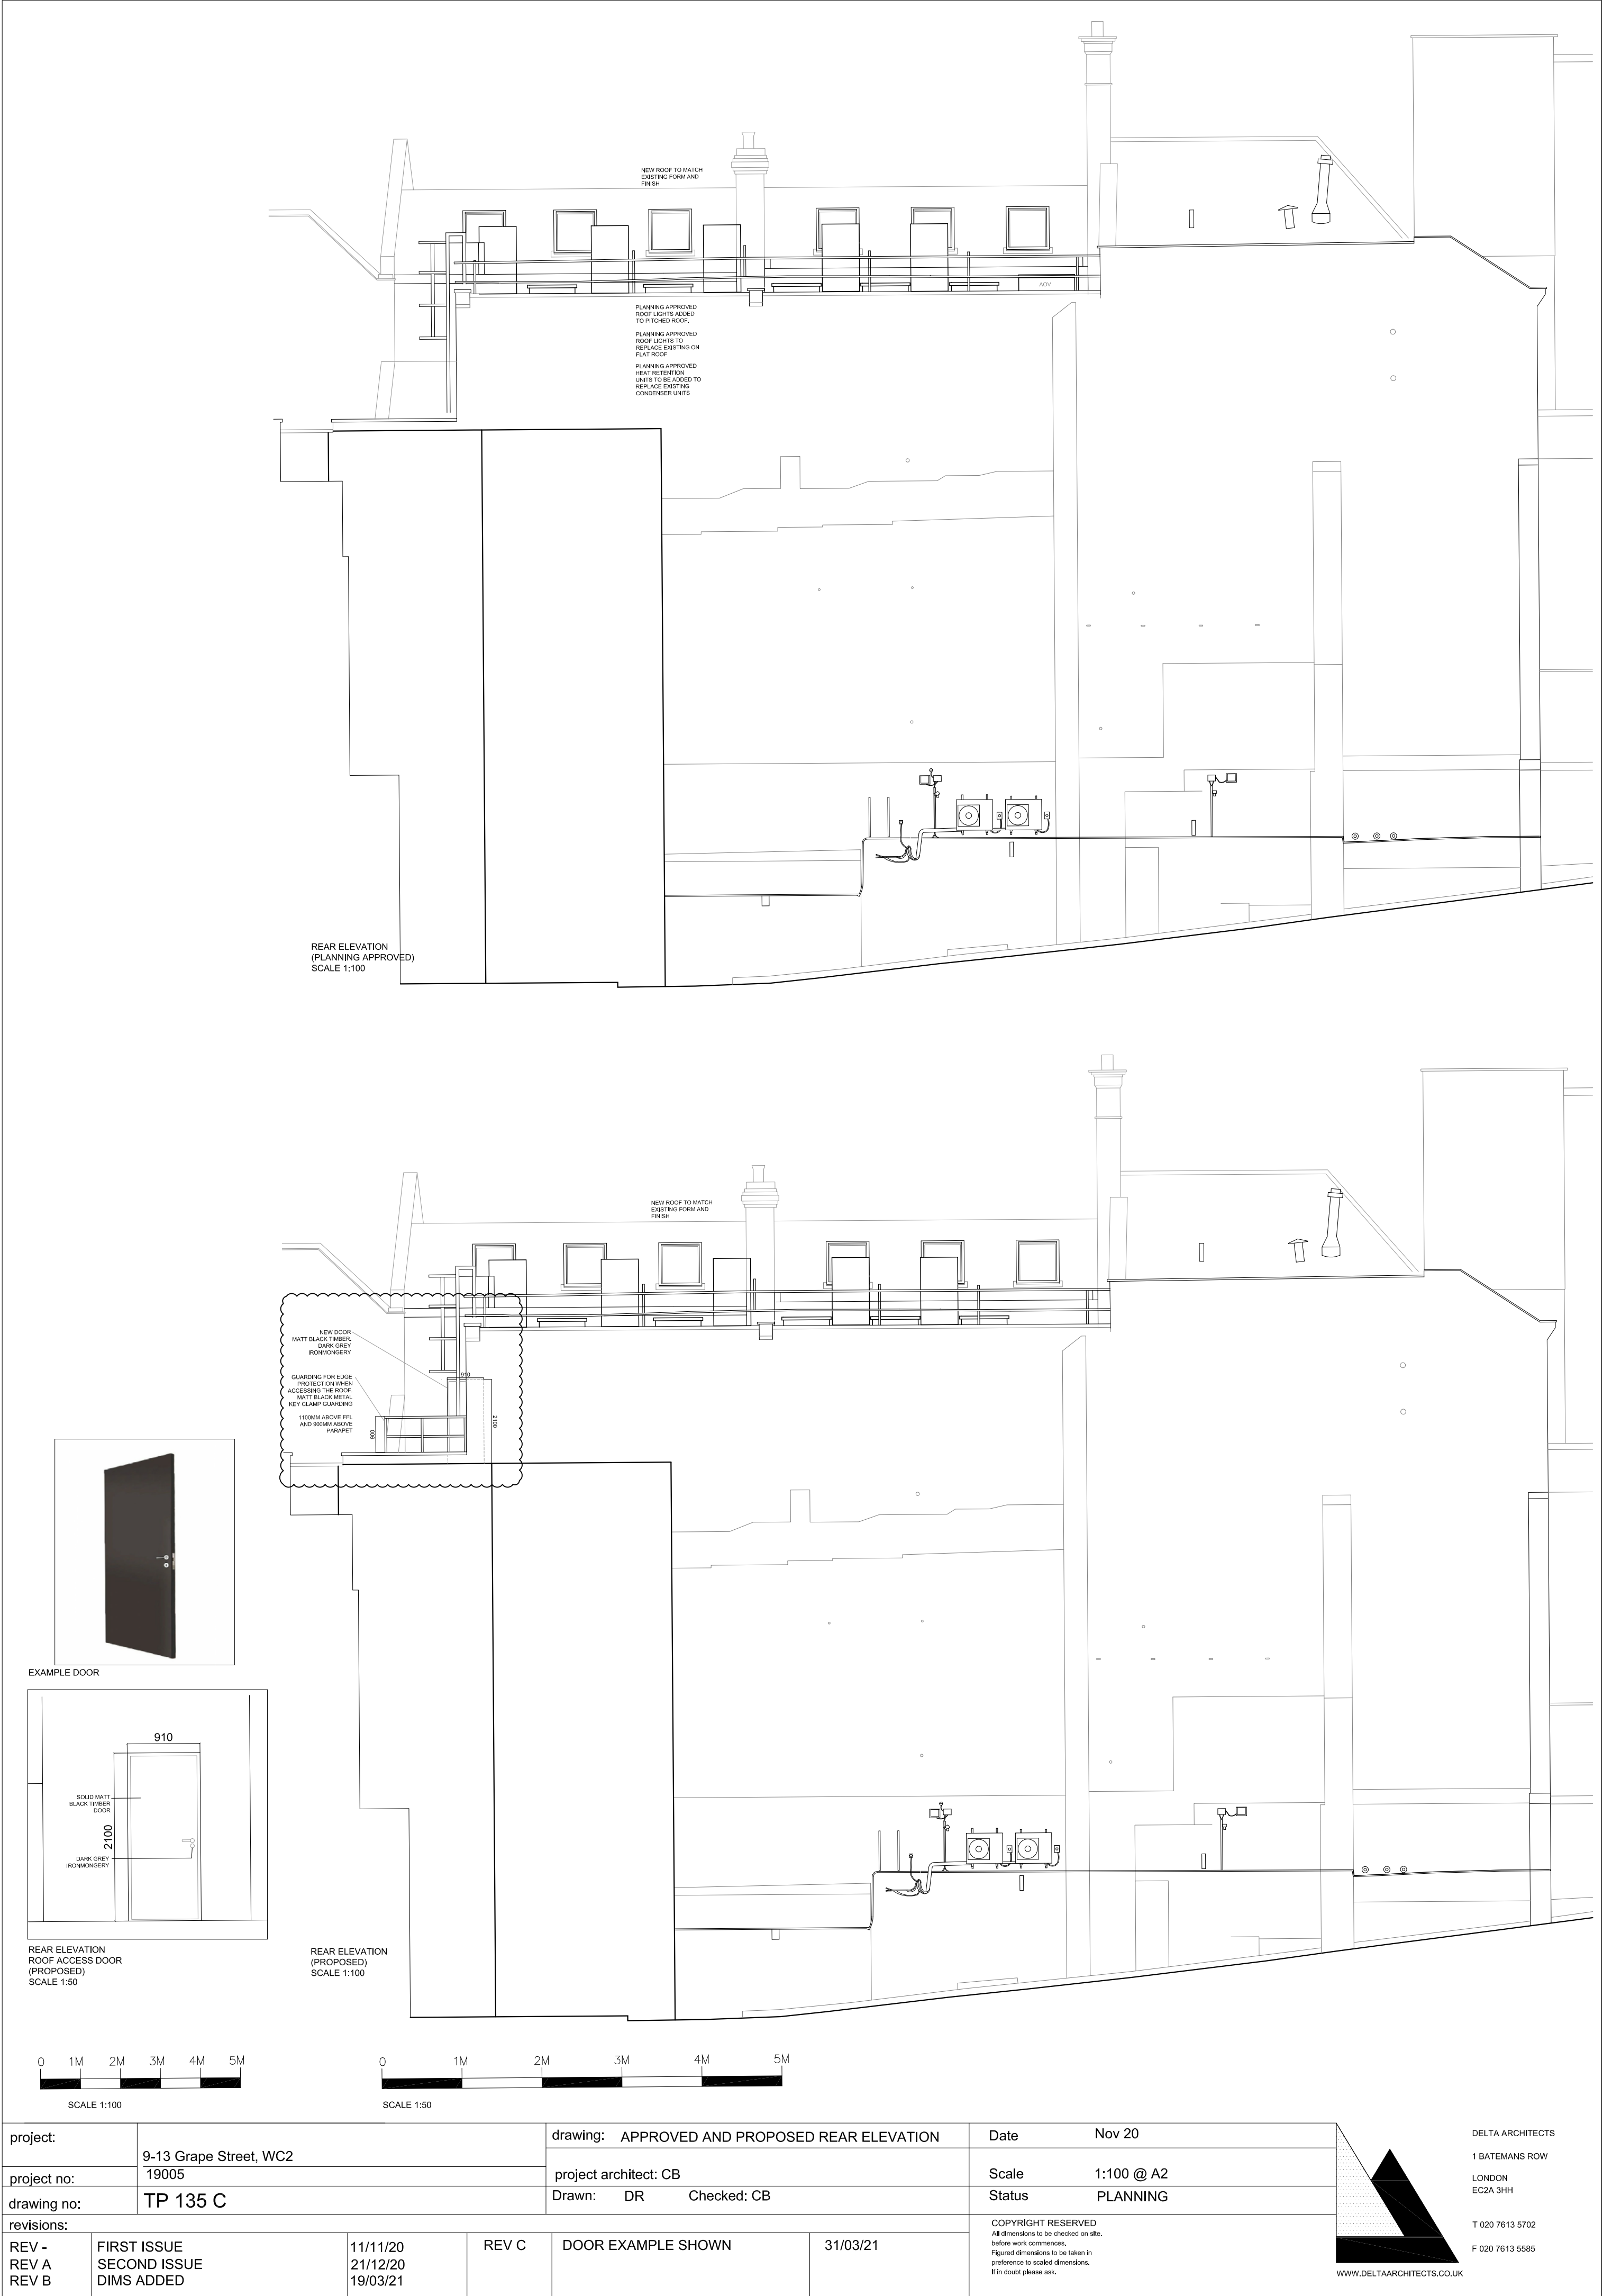 NEW ROOF TO MATCH
EXISTING FORM AND
FINISH
AOV
PLANNING APPROVED
ROOF LIGHTS ADDED
TO PITCHED ROOF.
PLANNING APPROVED
ROOF LIGHTS TO
REPLACE EXISTING ON
FLAT ROOF
PLANNING APPROVED
HEAT RETENTION
UNITS TO BE ADDED TO
REPLACE EXISTING
CONDENSER UNITS
REAR ELEVATION
(PLANNING APPROVED)
SCALE 1:100
NEW ROOF TO MATCH
EXISTING FORM AND
FINISH
NEW DOOR
MATT BLACK TIMBER,
DARK GREY
IRONMONGERY
GUARDING FOR EDGE
PROTECTION WHEN
ACCESSING THE ROOF.
MATT BLACK METAL
KEY CLAMP GUARDING
1100MM ABOVE FFL
AND 900MM ABOVE
PARAPET
910
2100
900
EXAMPLE DOOR
910
2100
SOLID MATT
BLACK TIMBER
DOOR
DARK GREY
IRONMONGERY
REAR ELEVATION
ROOF ACCESS DOOR
(PROPOSED)
SCALE 1:50
REAR ELEVATION
(PROPOSED)
SCALE 1:100
0 1M 2M 3M 4M 5M
SCALE 1:100
0 1M 2M 3M 4M 5M
SCALE 1:50
project:
9-13 Grape Street, WC2
project no:
19005
drawing no:
TP 135 C
drawing: APPROVED AND PROPOSED REAR ELEVATION
project architect: CB
Drawn: DR Checked: CB
Date Nov 20
Scale 1:100 @ A2
Status PLANNING
revisions:
REV - FIRST ISSUE 11/11/20
REV A SECOND ISSUE 21/12/20
REV B DIMS ADDED 19/03/21
REV C DOOR EXAMPLE SHOWN 31/03/21
COPYRIGHT RESERVED
All dimensions to be checked on site,
before work commences,
Figured dimensions to be taken in
preference to scaled dimensions.
If in doubt please ask.
DELTA ARCHITECTS
1 BATEMANS ROW
LONDON
EC2A 3HH
T 020 7613 5702
F 020 7613 5585
WWW.DELTAARCHITECTS.CO.UK